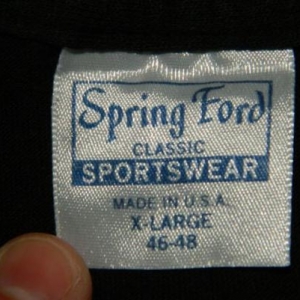 Spring Ford
CLASSIC
SPORTSWEAR
MADE IN U.S.A.
X-LARGE
46-48